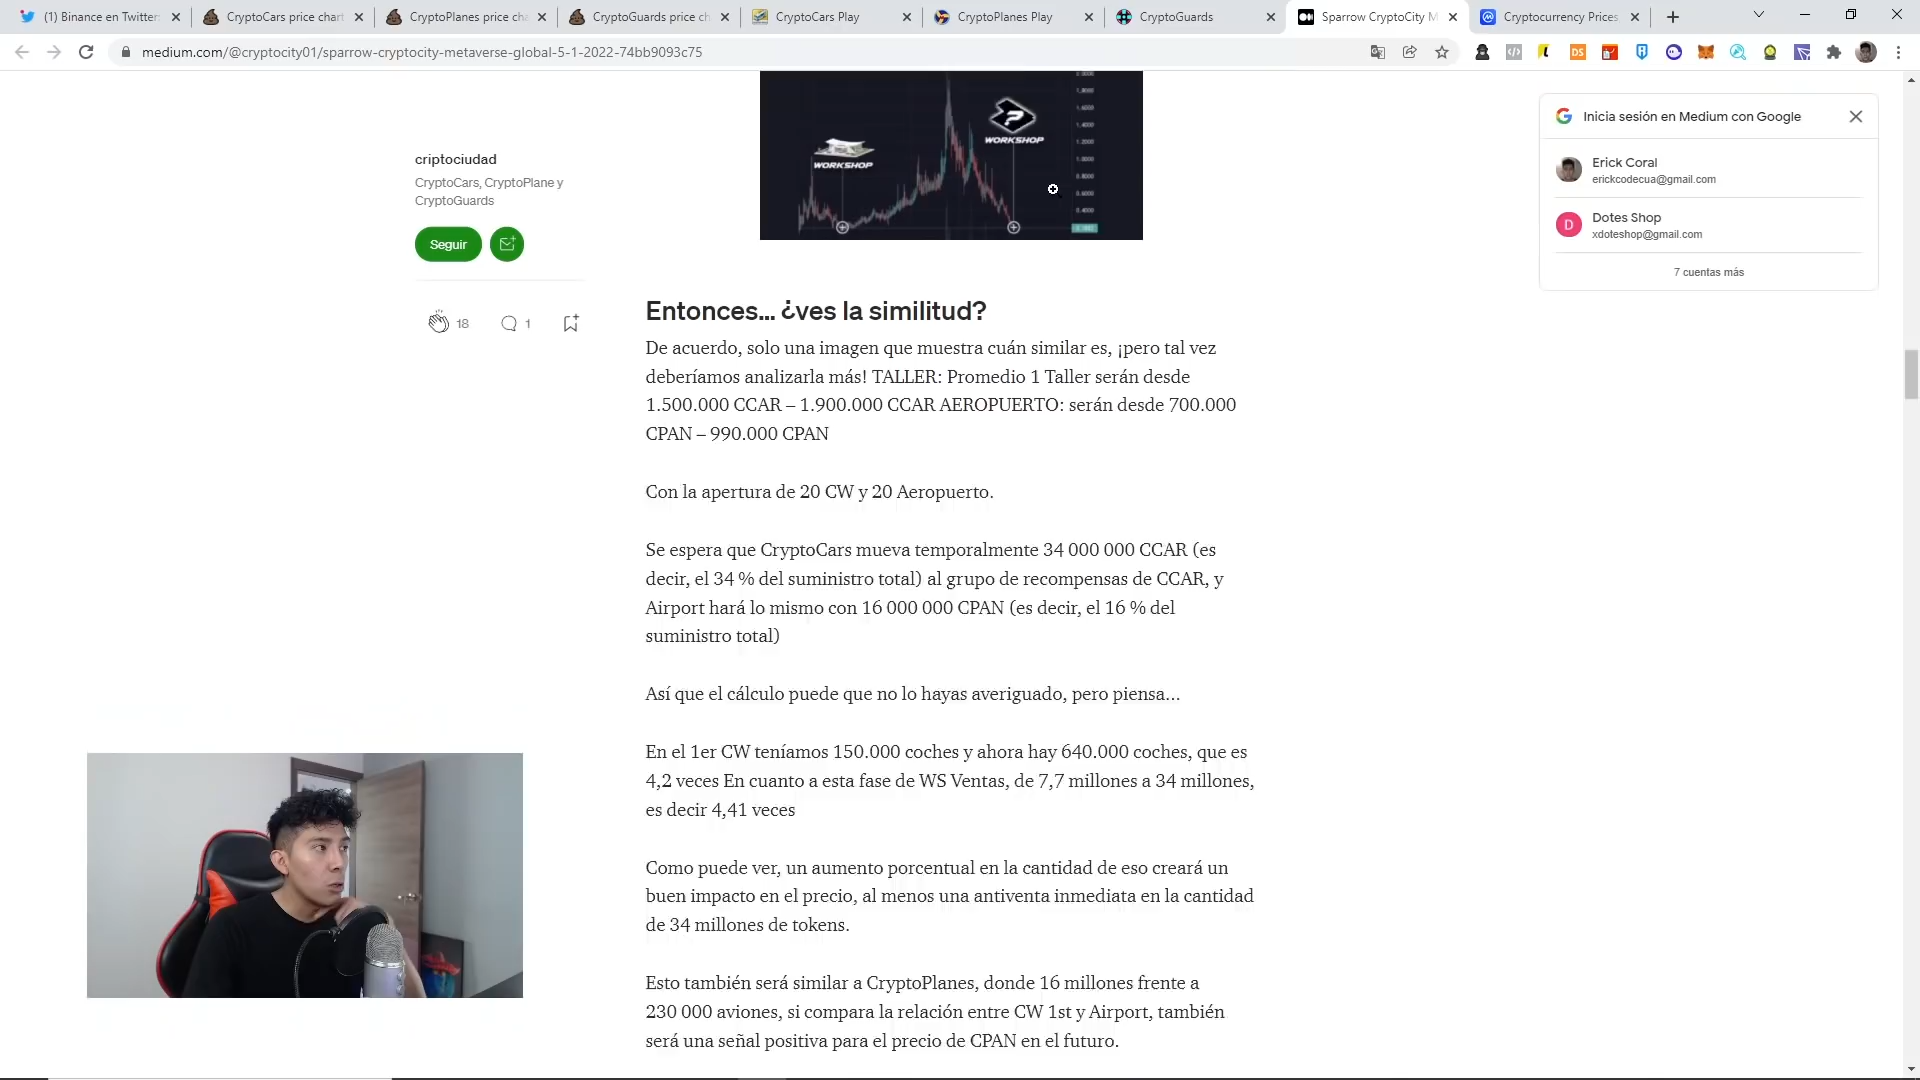 (1) Binance en Twitter:
CryptoCars price chart
CryptoPlanes price cha
CryptoGuards price ch
CryptoCars Play
CryptoPlanes Play
CryptoGuards
Sparrow CryptoCity M
Cryptocurrency Prices,
medium.com/@cryptocity01/sparrow-cryptocity-metaverse-global-5-1-2022-74bb9093c75
WORKSHOP
WORKSHOP
criptociudad
CryptoCars, CryptoPlane y
CryptoGuards
Seguir
18
1
Inicia sesión en Medium con Google
Erick Coral
erickcodecua@gmail.com
D
Dotes Shop
xdoteshop@gmail.com
7 cuentas más
Entonces... ¿ves la similitud?
De acuerdo, solo una imagen que muestra cuán similar es, ¡pero tal vez
deberíamos analizarla más! TALLER: Promedio 1 Taller serán desde
1.500.000 CCAR – 1.900.000 CCAR AEROPUERTO: serán desde 700.000
CPAN – 990.000 CPAN
Con la apertura de 20 CW y 20 Aeropuerto.
Se espera que CryptoCars mueva temporalmente 34 000 000 CCAR (es
decir, el 34 % del suministro total) al grupo de recompensas de CCAR, y
Airport hará lo mismo con 16 000 000 CPAN (es decir, el 16 % del
suministro total)
Así que el cálculo puede que no lo hayas averiguado, pero piensa...
En el 1er CW teníamos 150.000 coches y ahora hay 640.000 coches, que es
4,2 veces En cuanto a esta fase de WS Ventas, de 7,7 millones a 34 millones,
es decir 4,41 veces
Como puede ver, un aumento porcentual en la cantidad de eso creará un
buen impacto en el precio, al menos una antiventa inmediata en la cantidad
de 34 millones de tokens.
Esto también será similar a CryptoPlanes, donde 16 millones frente a
230 000 aviones, si compara la relación entre CW 1st y Airport, también
será una señal positiva para el precio de CPAN en el futuro.